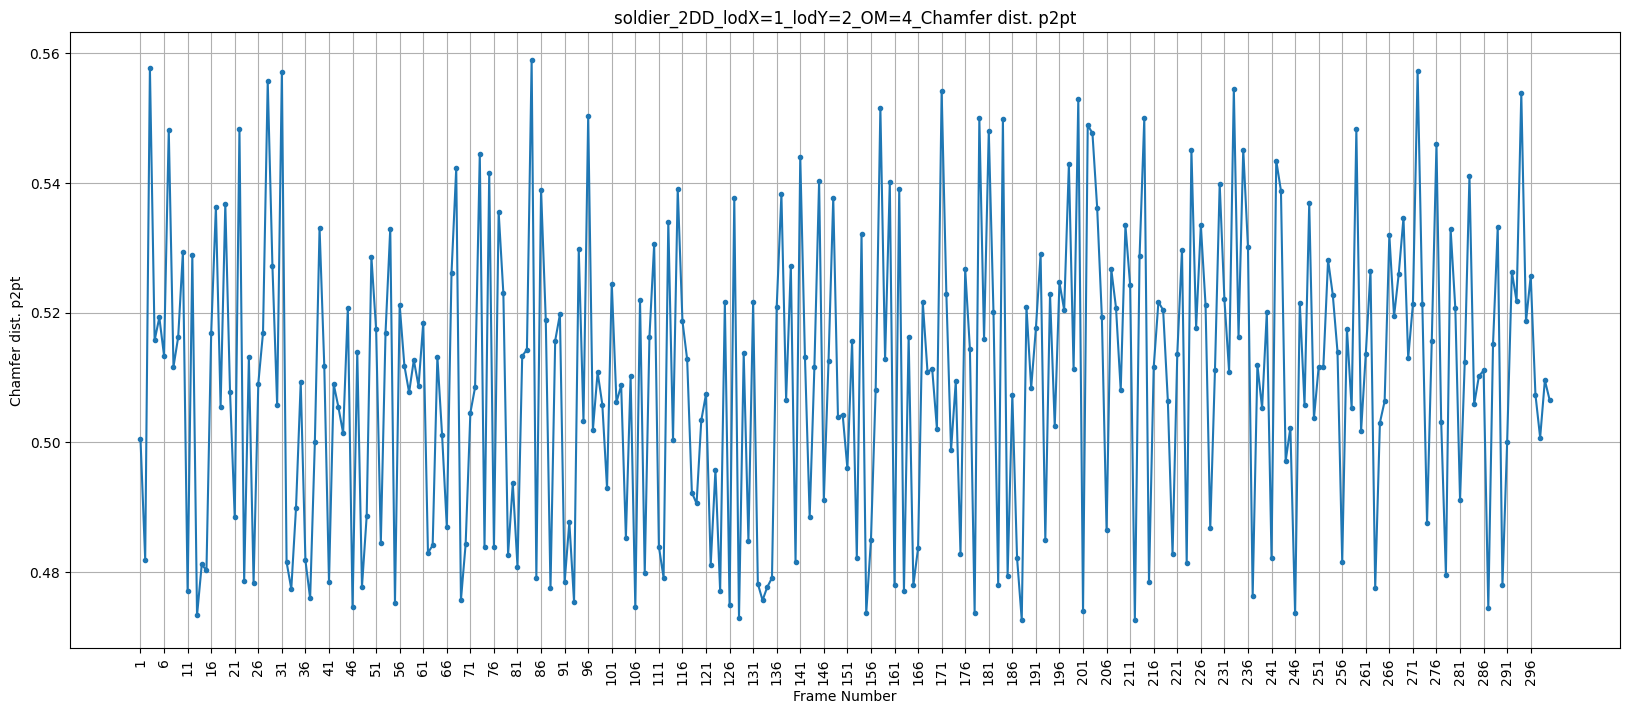 soldier_2DD_lodX=1_lodY=2_OM=4_Chamfer dist. p2pt
0.56
0.54
0.52
0.50
0.48
Chamfer dist. p2pt
1 6 11 16 21 26 31 36 41 46 51 56 61 66 71 76 81 86 91 96 101 106 111 116 121 126 131 136 141 146 151 156 161 166 171 176 181 186 191 196 201 206 211 216 221 226 231 236 241 246 251 256 261 266 271 276 281 286 291 296
Frame Number